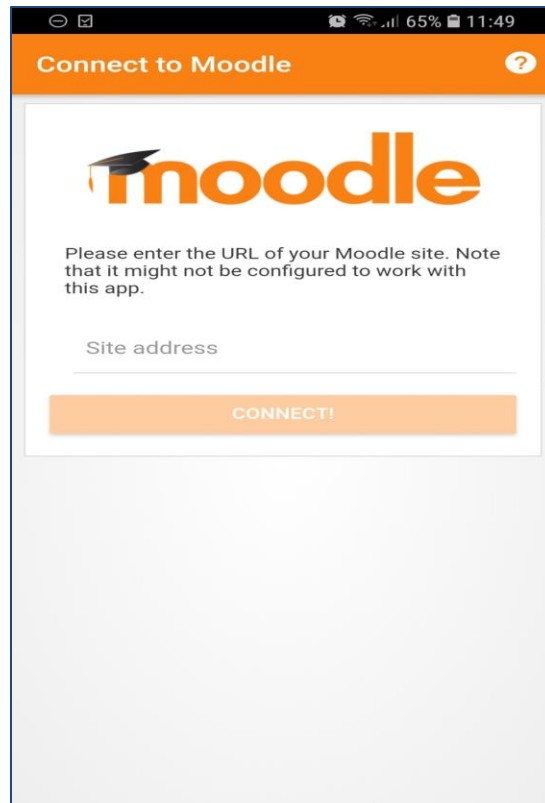 65% 11:49
Connect to Moodle ?
moodle
Please enter the URL of your Moodle site. Note
that it might not be configured to work with
this app.
Site address
CONNECT!